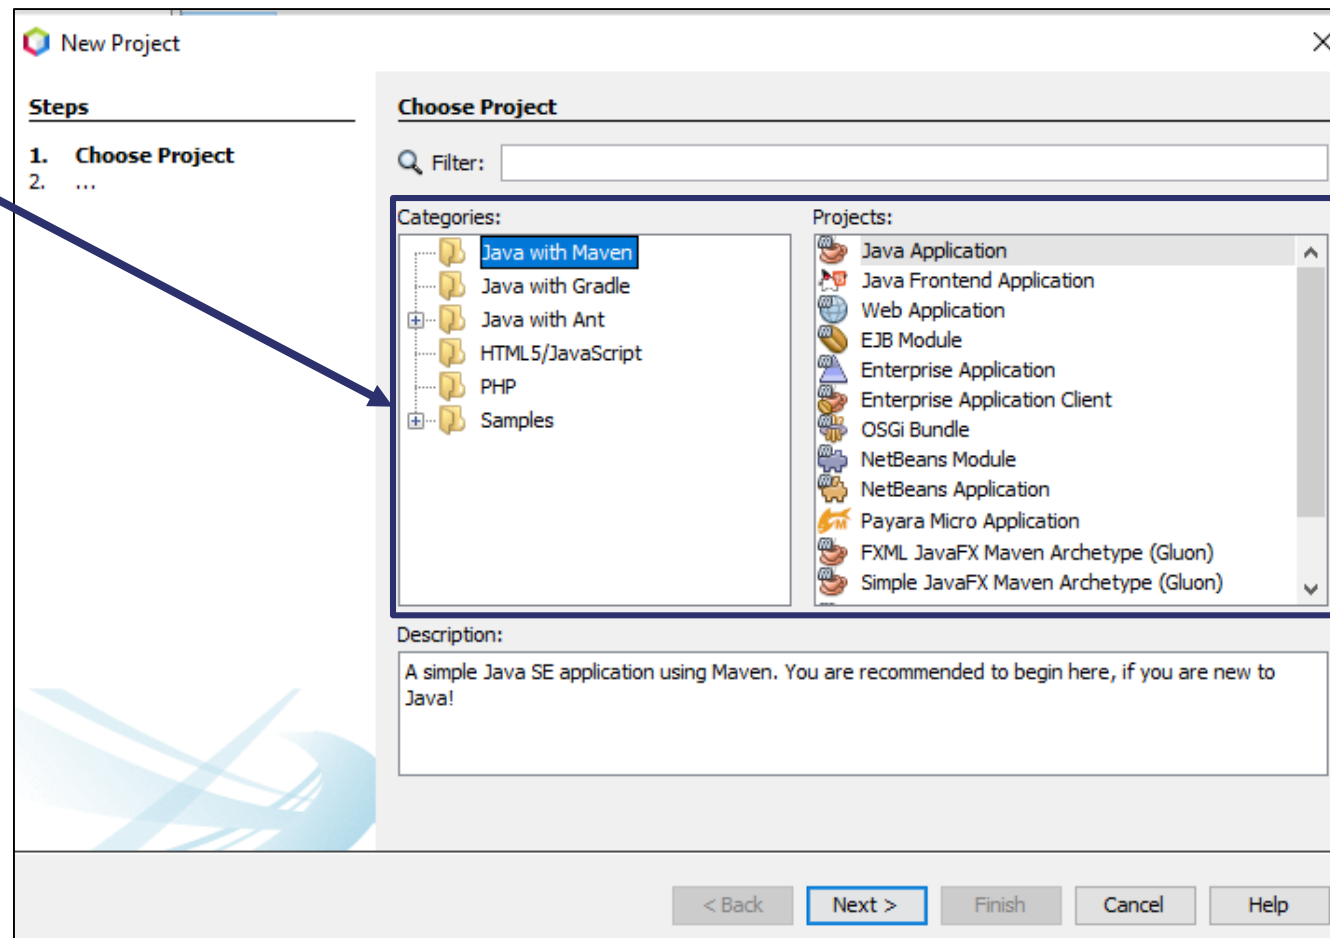 New Project
Steps
1. Choose Project
2. ...
Choose Project
Filter:
Categories:
Java with Maven
Java with Gradle
Java with Ant
HTML5/JavaScript
PHP
Samples
Projects:
Java Application
Java Frontend Application
Web Application
EJB Module
Enterprise Application
Enterprise Application Client
OSGi Bundle
NetBeans Module
NetBeans Application
Payara Micro Application
FXML JavaFX Maven Archetype (Gluon)
Simple JavaFX Maven Archetype (Gluon)
Description:
A simple Java SE application using Maven. You are recommended to begin here, if you are new to
Java!
< Back Next > Finish Cancel Help